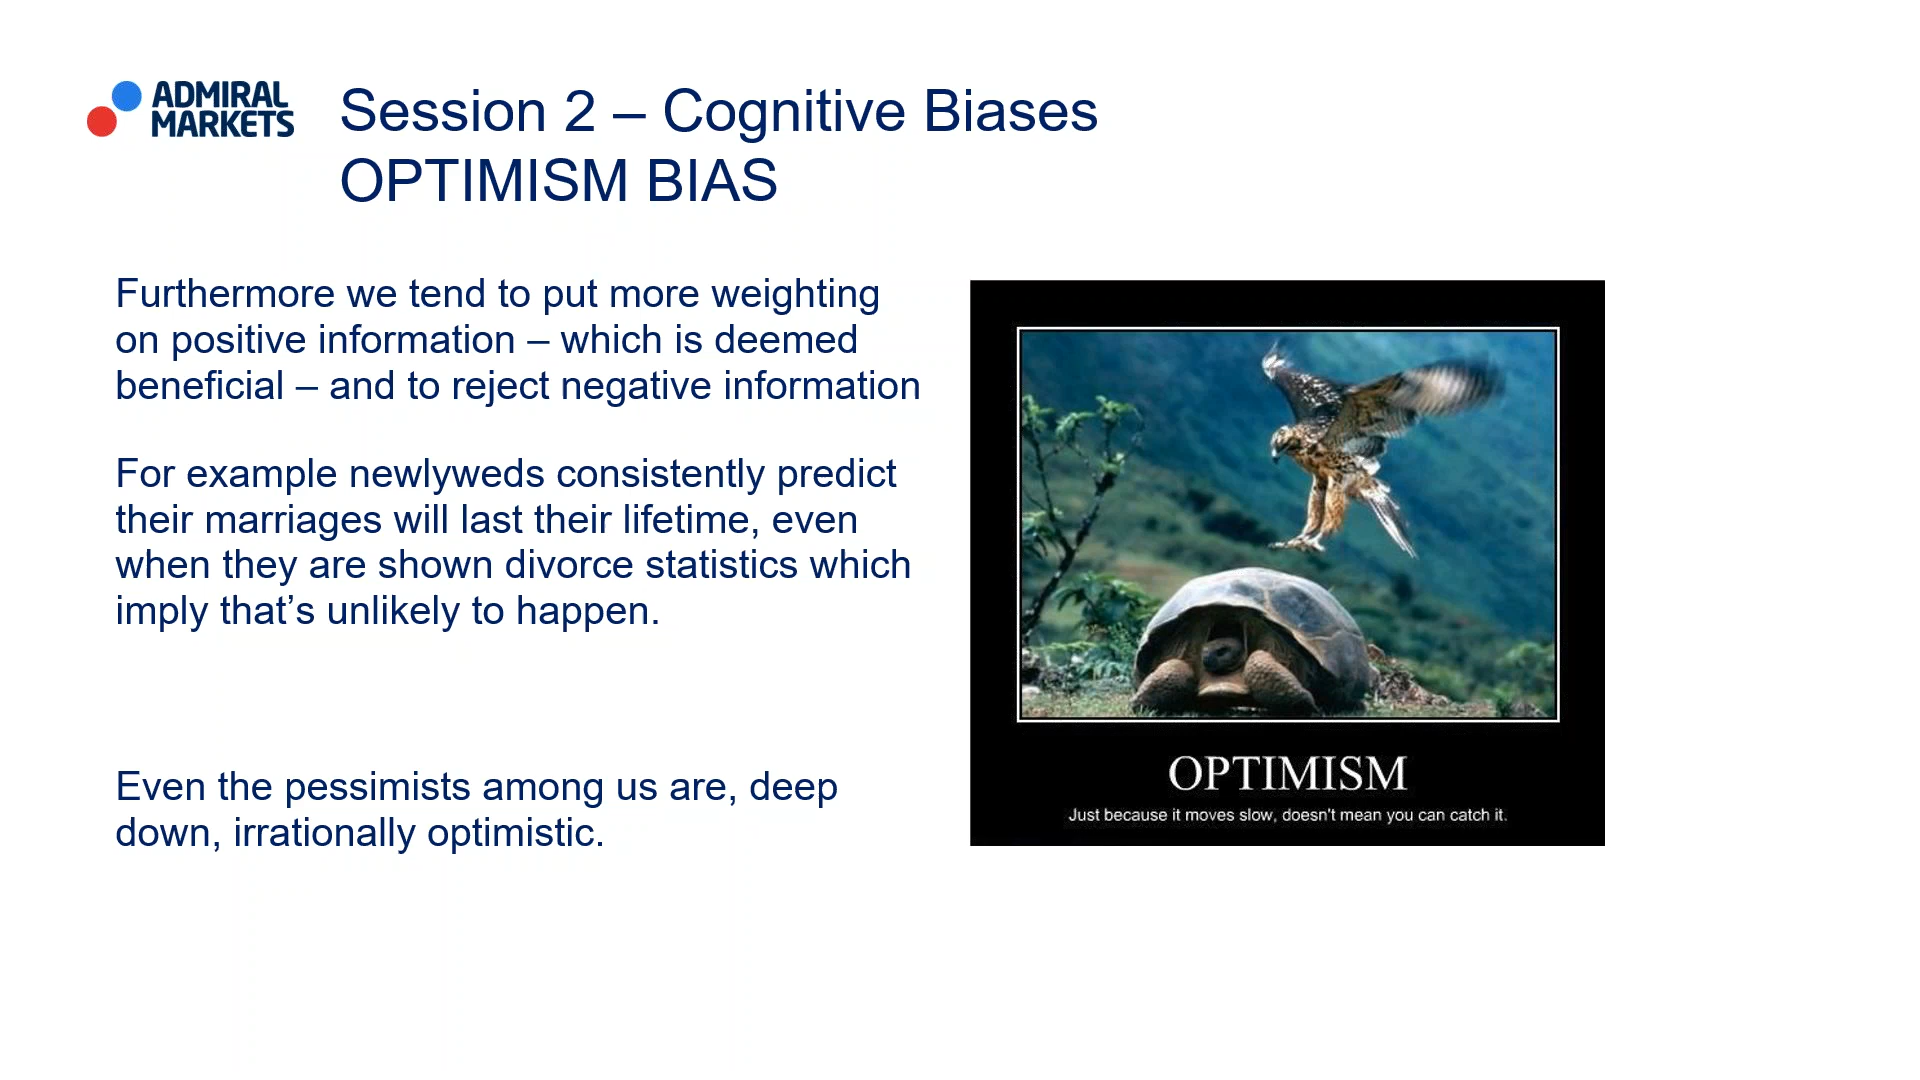 ADMIRAL
MARKETS
Session 2 – Cognitive Biases
OPTIMISM BIAS
Furthermore we tend to put more weighting
on positive information – which is deemed
beneficial – and to reject negative information
For example newlyweds consistently predict
their marriages will last their lifetime, even
when they are shown divorce statistics which
imply that’s unlikely to happen.
Even the pessimists among us are, deep
down, irrationally optimistic.
OPTIMISM
Just because it moves slow, doesn't mean you can catch it.